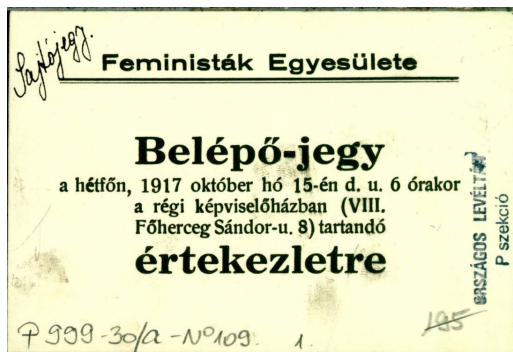 Sajtójegy.
Feministák Egyesülete
Belépő-jegy
a hétfőn, 1917 október hó 15-én d. u. 6 órakor
a régi képviselőházban (VIII.
Főherceg Sándor-u. 8) tartandó
értekezletre
ORSZÁGOS LEVÉLTÁR
P szekció
195
P 999-30/a-No109. 1.